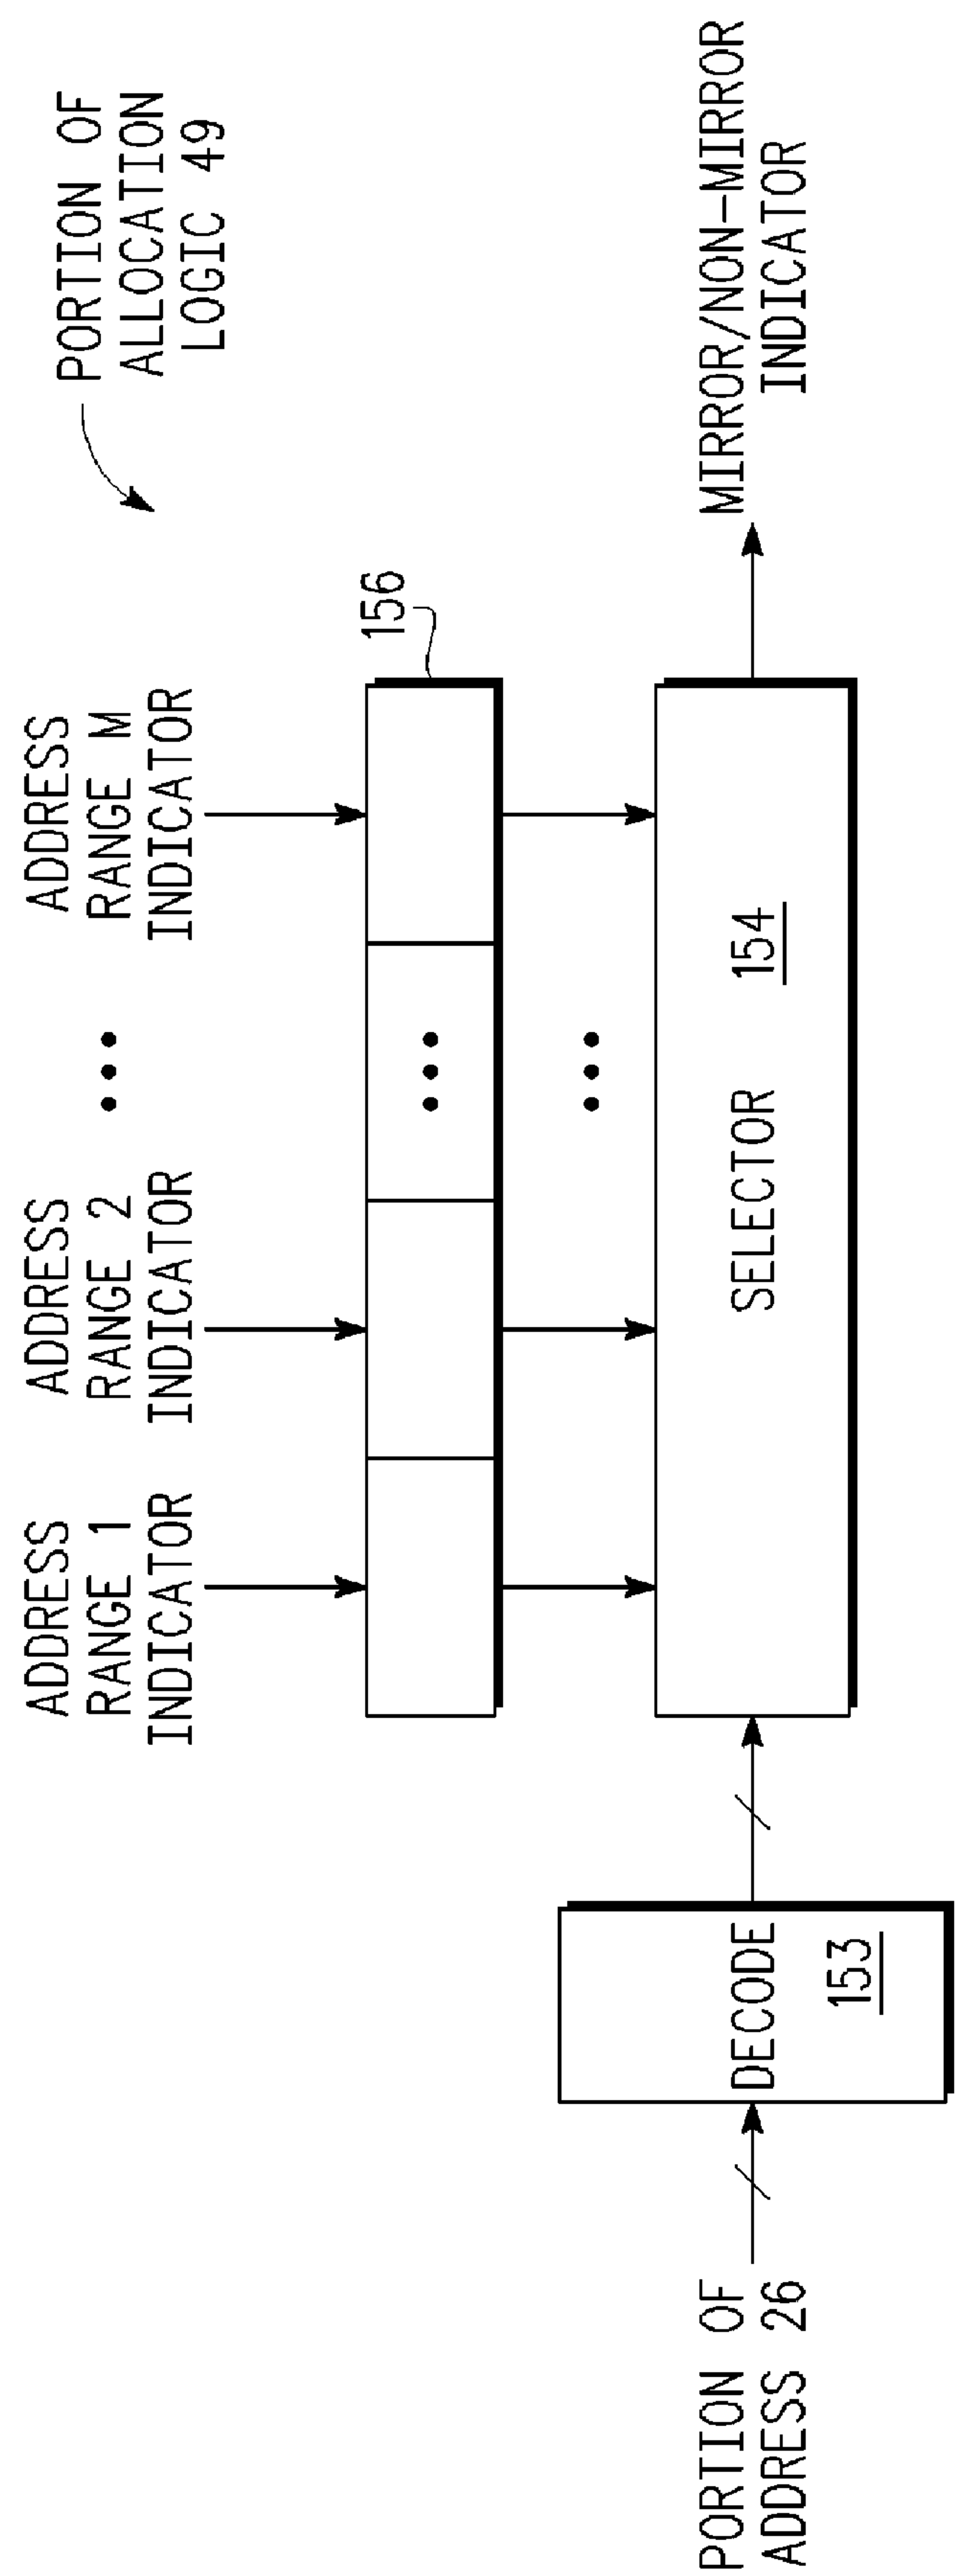 PORTION OF
ALLOCATION
LOGIC 49
ADDRESS
RANGE 1
INDICATOR
ADDRESS
RANGE 2
INDICATOR
ADDRESS
RANGE M
INDICATOR
156
PORTION OF
ADDRESS 26
DECODE
153
SELECTOR 154
MIRROR/NON-MIRROR
INDICATOR